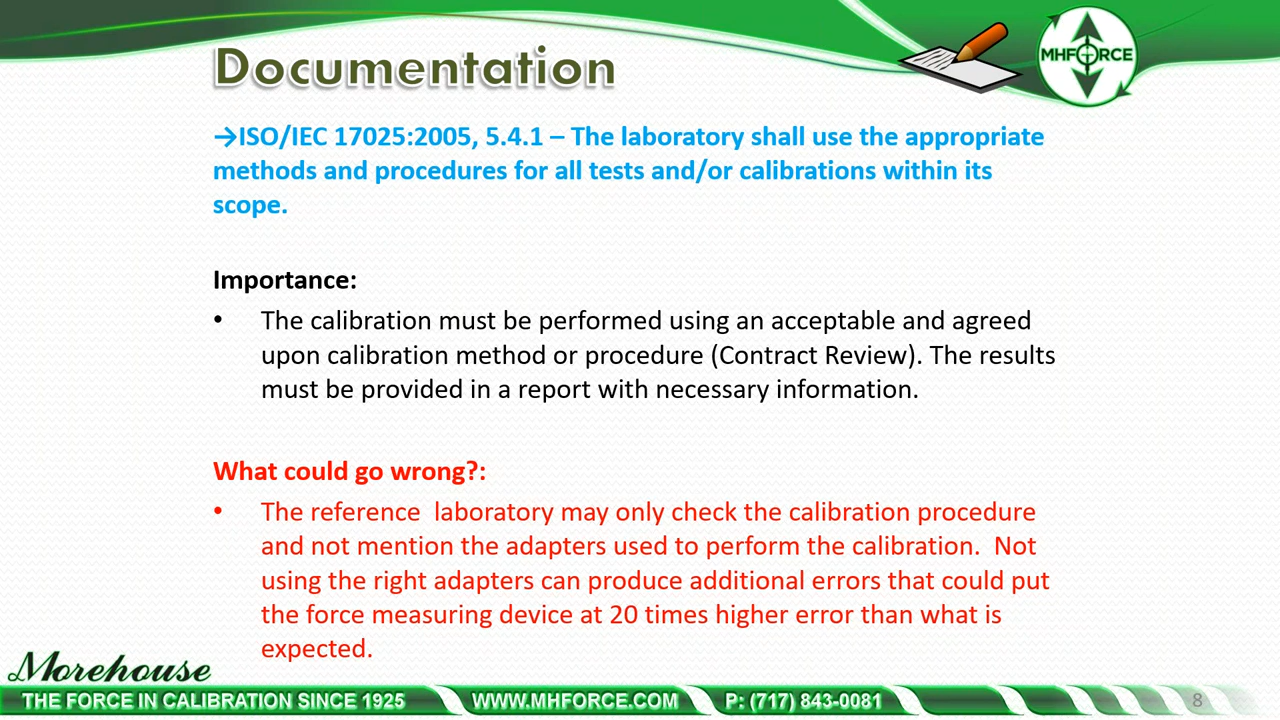 Documentation
MHFORCE
→ISO/IEC 17025:2005, 5.4.1 – The laboratory shall use the appropriate
methods and procedures for all tests and/or calibrations within its
scope.
Importance:
• The calibration must be performed using an acceptable and agreed
upon calibration method or procedure (Contract Review). The results
must be provided in a report with necessary information.
What could go wrong?:
• The reference  laboratory may only check the calibration procedure
and not mention the adapters used to perform the calibration.  Not
using the right adapters can produce additional errors that could put
the force measuring device at 20 times higher error than what is
expected.
Morehouse
THE FORCE IN CALIBRATION SINCE 1925 WWW.MHFORCE.COM P: (717) 843-0081 8